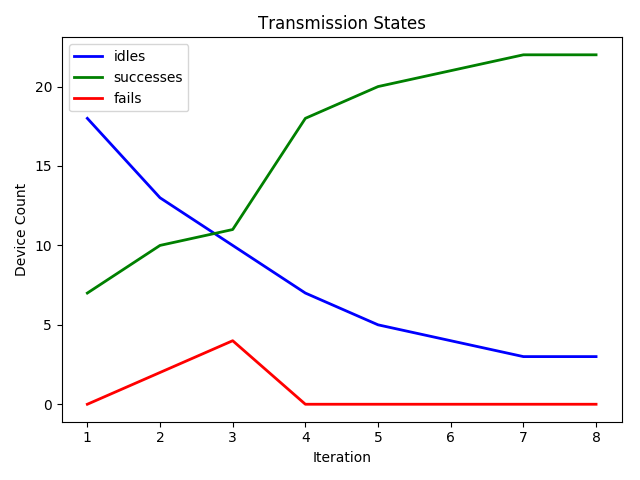 Transmission States
idles
successes
fails
Device Count
20
15
10
5
0
1 2 3 4 5 6 7 8
Iteration